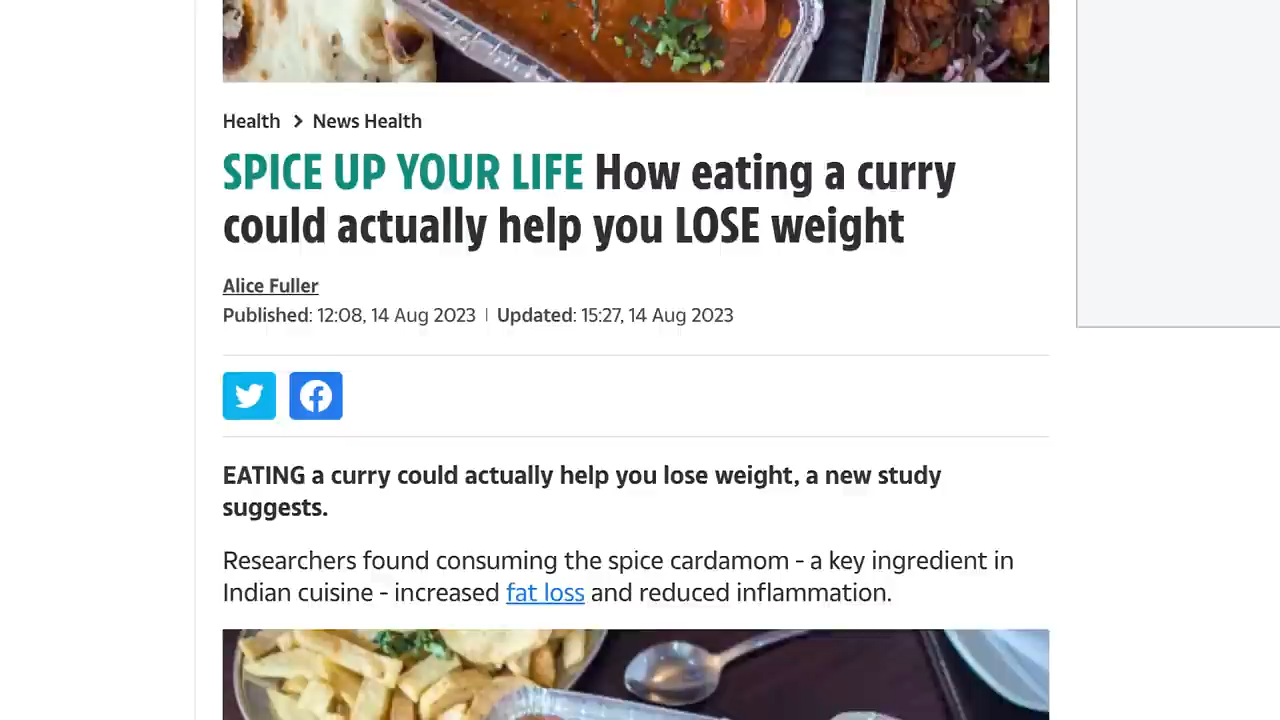 Health > News Health
SPICE UP YOUR LIFE How eating a curry
could actually help you LOSE weight
Alice Fuller
Published: 12:08, 14 Aug 2023 | Updated: 15:27, 14 Aug 2023
EATING a curry could actually help you lose weight, a new study
suggests.
Researchers found consuming the spice cardamom - a key ingredient in
Indian cuisine - increased fat loss and reduced inflammation.